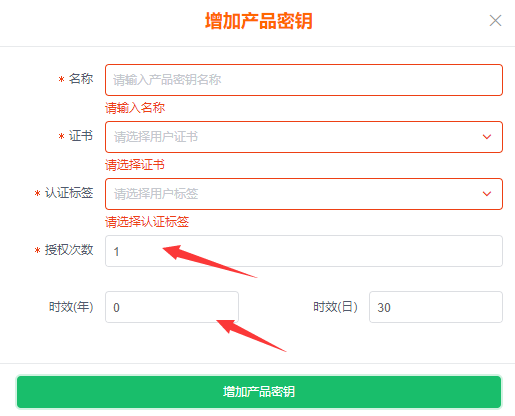 增加产品密钥
* 名称 请输入产品密钥名称
请输入名称
* 证书 请选择用户证书
请选择证书
* 认证标签 请选择用户标签
请选择认证标签
* 授权次数 1
时效(年) 0 时效(日) 30
增加产品密钥